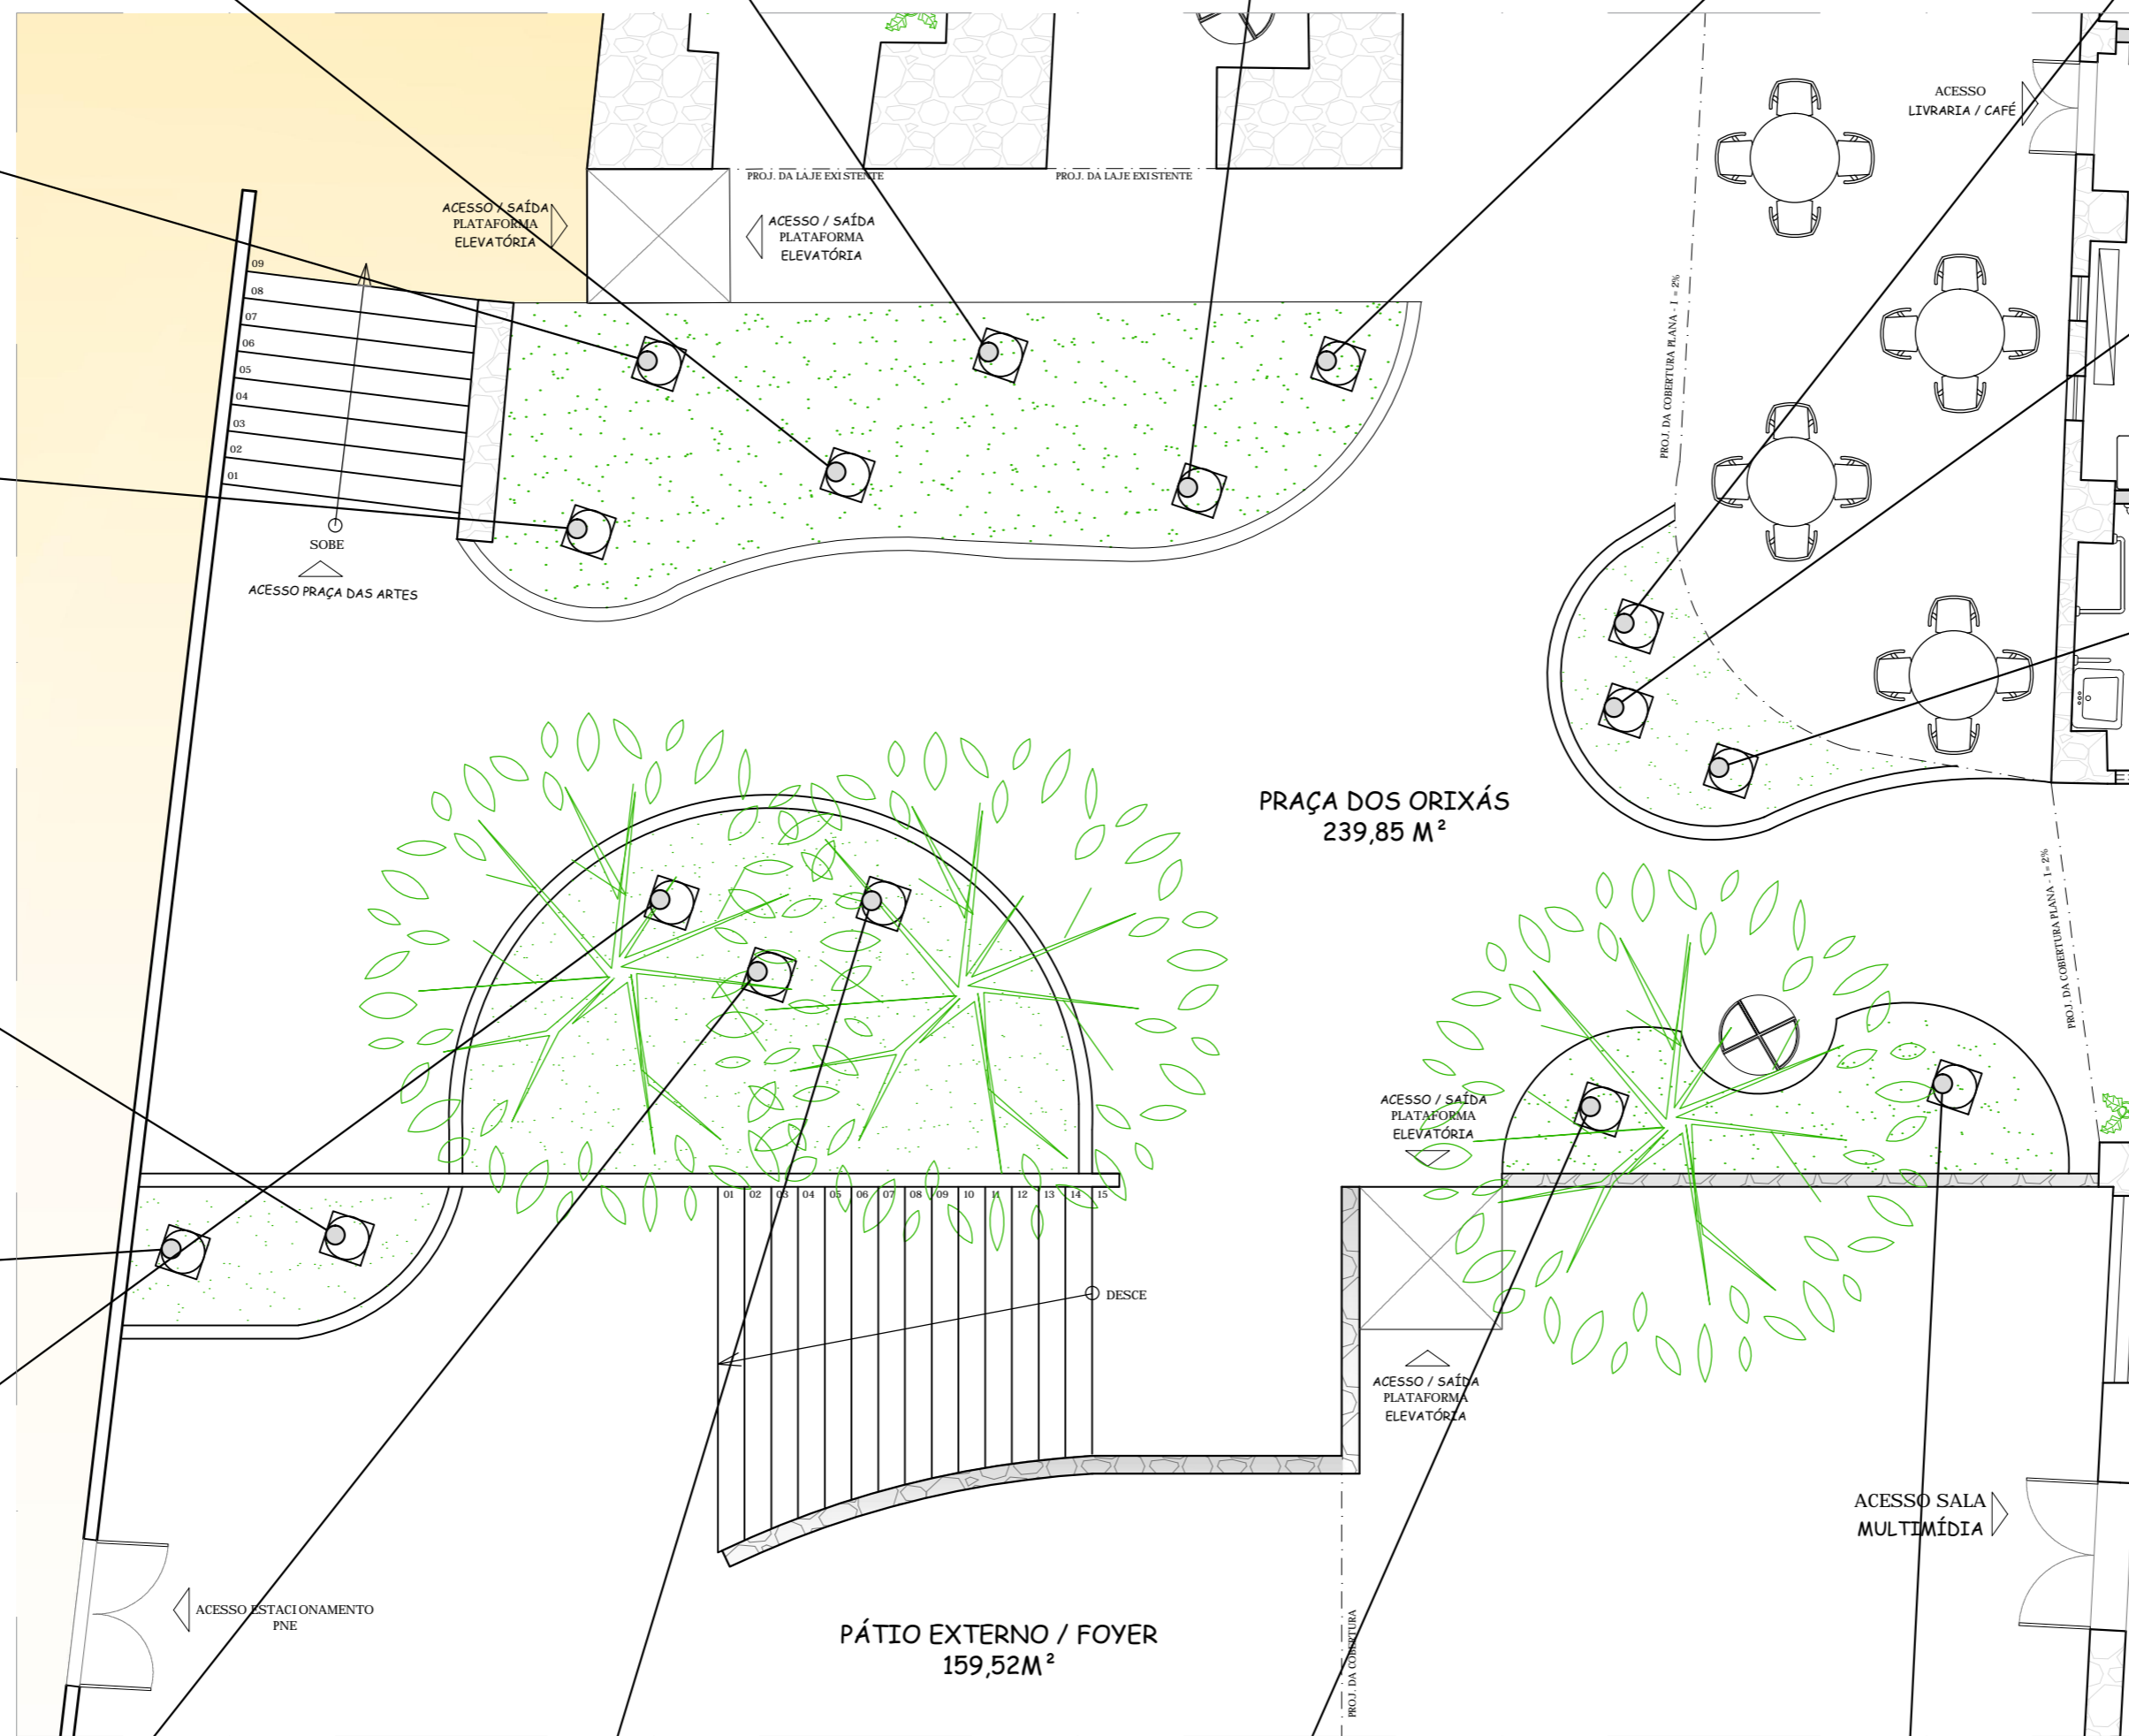 ACESSO
LIVRARIA / CAFÉ
PROJ. DA LAJE EXISTENTE
PROJ. DA LAJE EXISTENTE
ACESSO / SAÍDA
PLATAFORMA
ELEVATÓRIA
ACESSO / SAÍDA
PLATAFORMA
ELEVATÓRIA
09
08
07
06
05
04
03
02
01
SOBE
ACESSO PRAÇA DAS ARTES
PROJ. DA COBERTURA PLANA - I = 2%
PRAÇA DOS ORIXÁS
239,85 M²
PROJ. DA COBERTURA PLANA - I = 2%
ACESSO / SAÍDA
PLATAFORMA
ELEVATÓRIA
01 02 03 04 05 06 07 08 09 10 11 12 13 14 15
DESCE
ACESSO / SAÍDA
PLATAFORMA
ELEVATÓRIA
ACESSO SALA
MULTIMÍDIA
ACESSO ESTACIONAMENTO
PNE
PÁTIO EXTERNO / FOYER
159,52M²
PROJ. DA COBERTURA